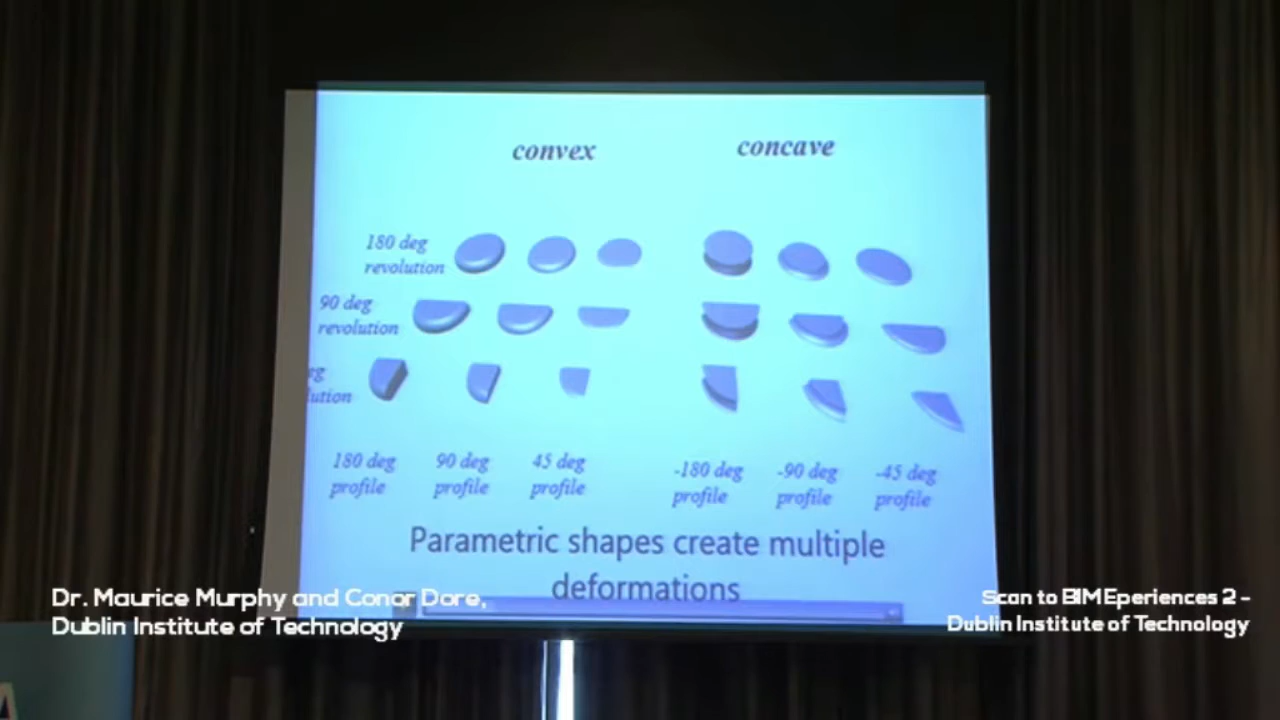 convex
concave
180 deg
revolution
90 deg
revolution
180 deg
profile
90 deg
profile
45 deg
profile
-180 deg
profile
-90 deg
profile
-45 deg
profile
Parametric shapes create multiple
deformations
Dr. Maurice Murphy and Conor Dore,
Dublin Institute of Technology
Scan to BIM Eperiences 2 -
Dublin Institute of Technology